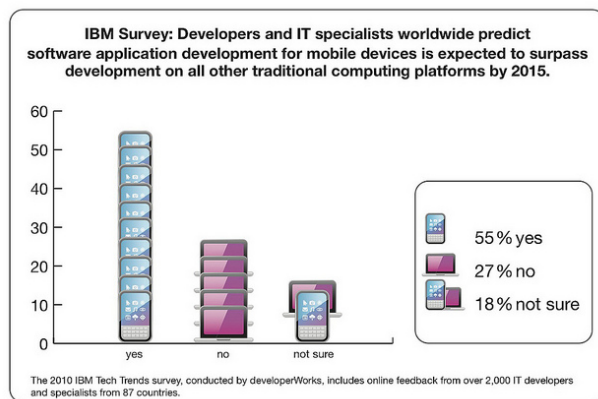 IBM Survey: Developers and IT specialists worldwide predict
software application development for mobile devices is expected to surpass
development on all other traditional computing platforms by 2015.
60
50
40
30
20
10
0
yes
no
not sure
55% yes
27% no
18% not sure
The 2010 IBM Tech Trends survey, conducted by developerWorks, includes online feedback from over 2,000 IT developers
and specialists from 87 countries.